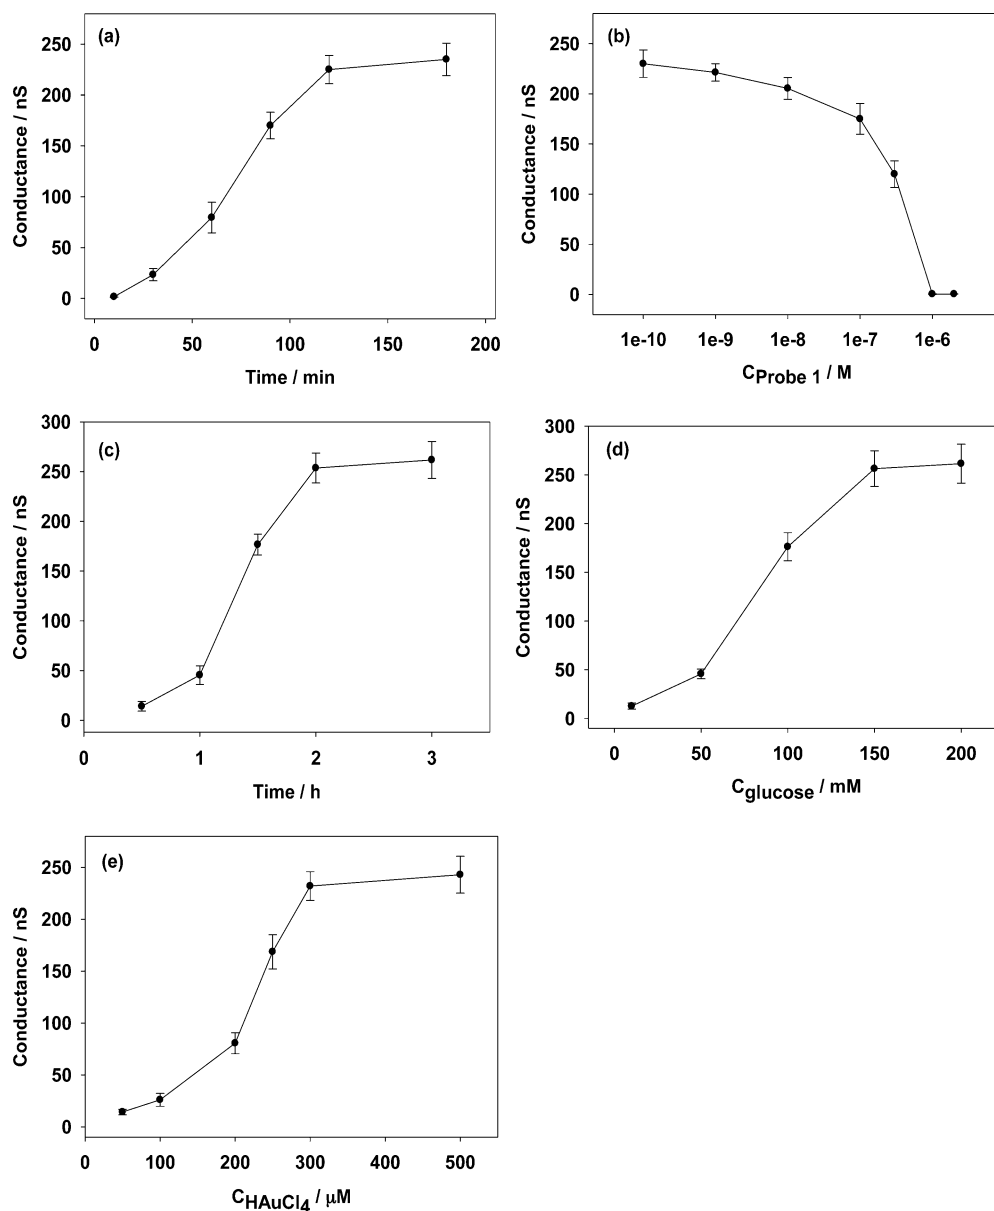 (a)
250
200
150
100
50
0
Conductance / nS
0 50 100 150 200
Time / min
(b)
250
200
150
100
50
0
Conductance / nS
1e-10 1e-9 1e-8 1e-7 1e-6
CProbe 1 / M
(c)
300
250
200
150
100
50
0
Conductance / nS
0 1 2 3
Time / h
(d)
300
250
200
150
100
50
0
Conductance / nS
0 50 100 150 200
Cglucose / mM
(e)
250
200
150
100
50
0
Conductance / nS
0 100 200 300 400 500
CHAuCl4 / μM